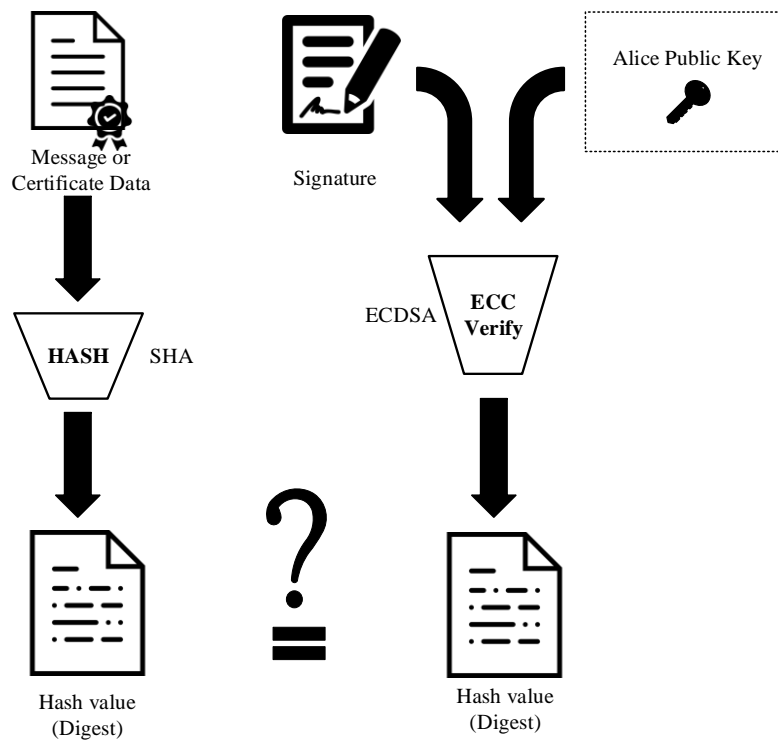 Message or
Certificate Data
Signature
Alice Public Key
HASH
SHA
ECDSA
ECC
Verify
?
=
Hash value
(Digest)
Hash value
(Digest)